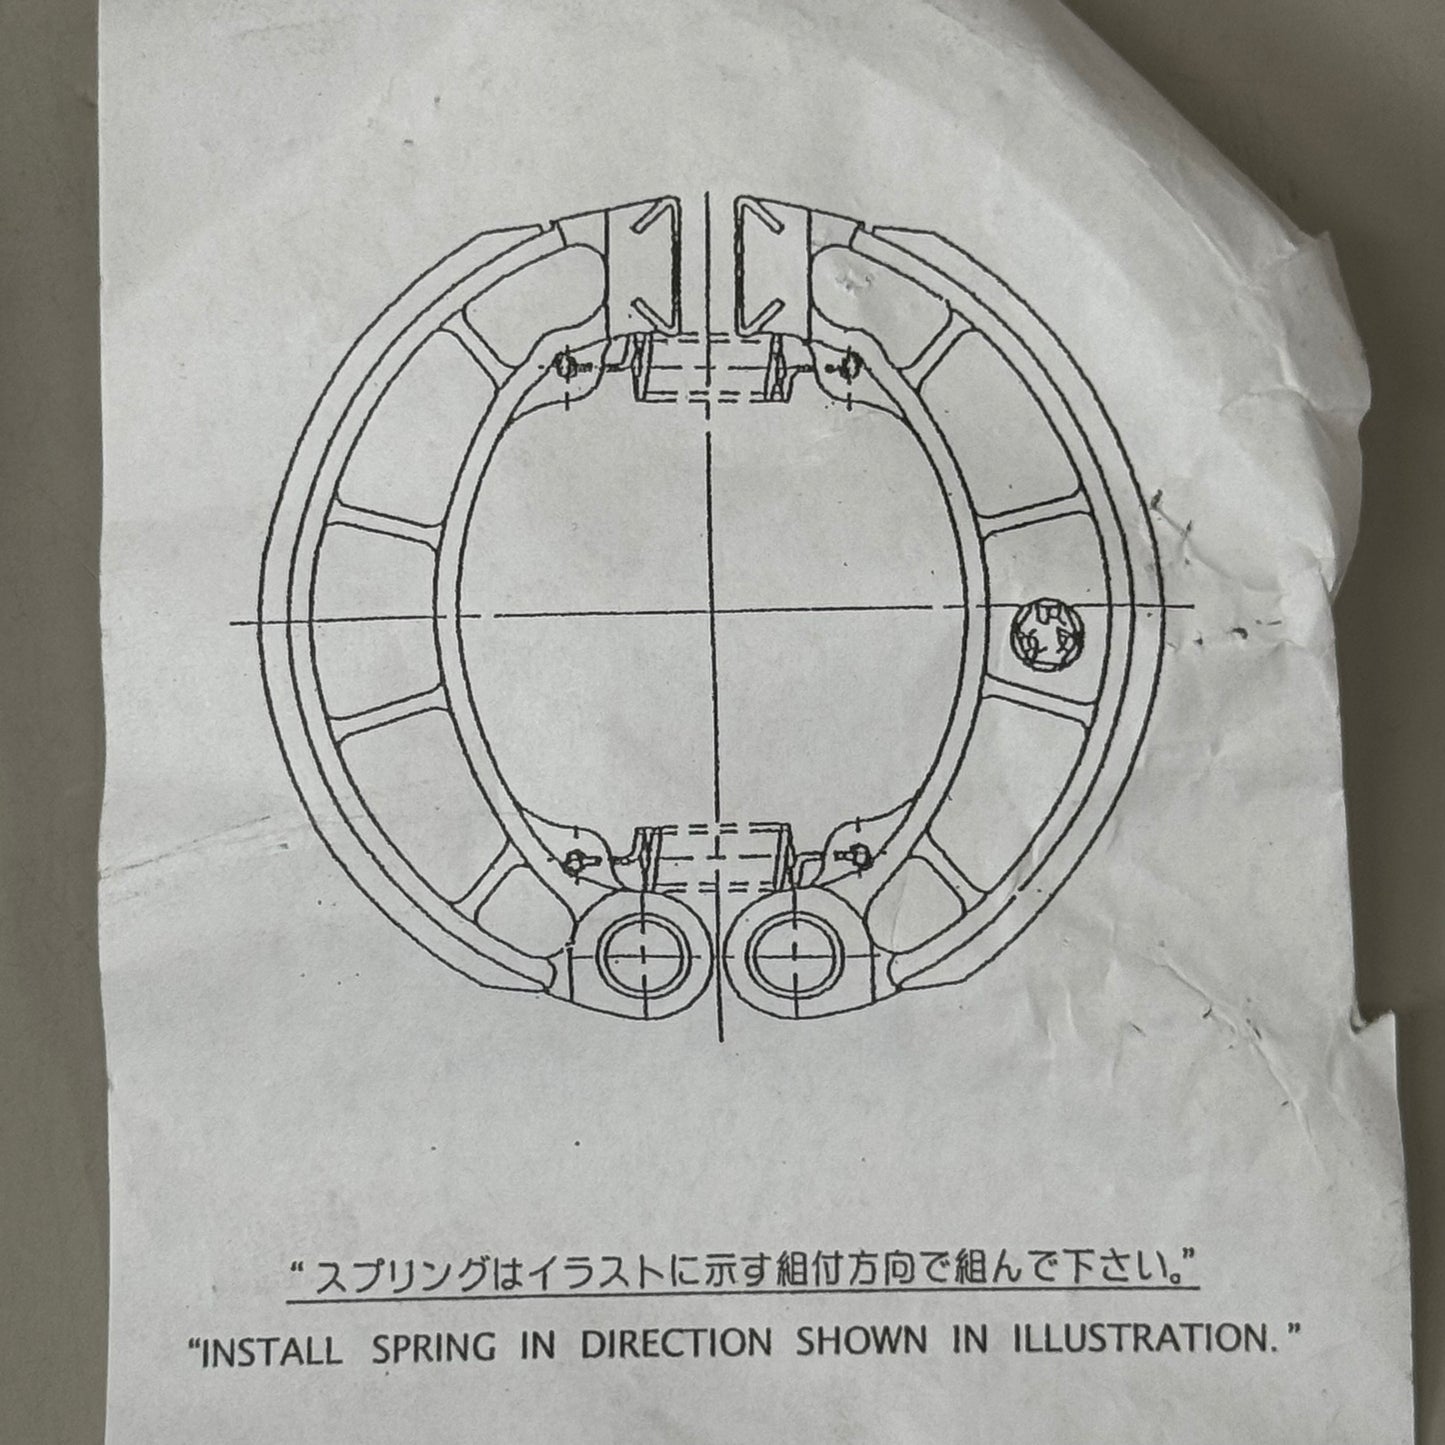 “スプリングはイラストに示す組付方向で組んで下さい。”
“INSTALL SPRING IN DIRECTION SHOWN IN ILLUSTRATION.”